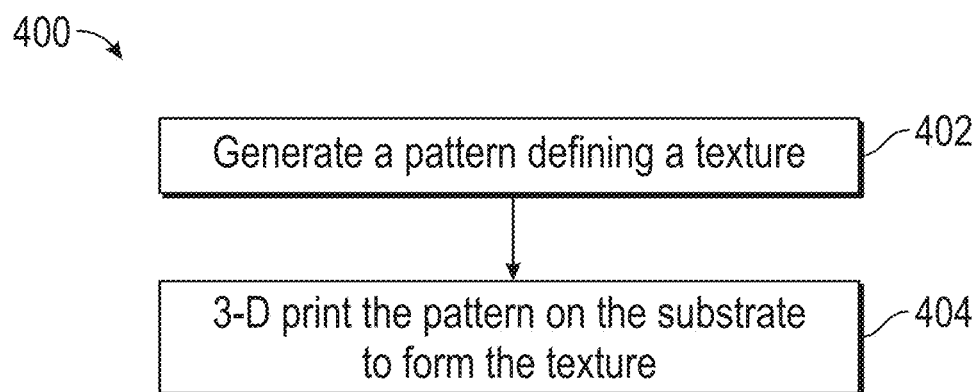 400
Generate a pattern defining a texture
402
3-D print the pattern on the substrate
to form the texture
404